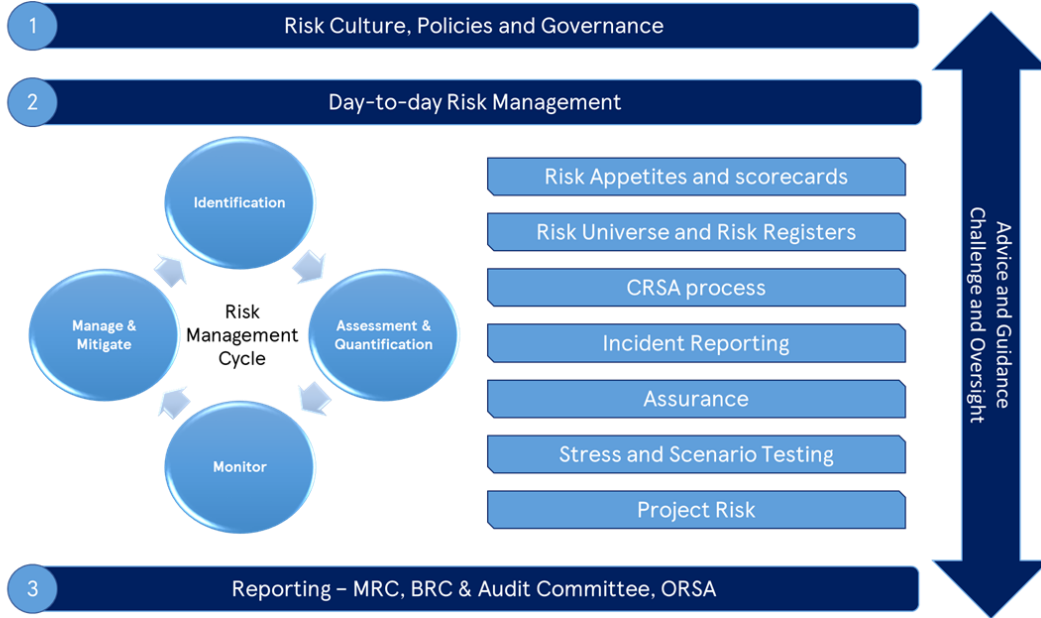 1
Risk Culture, Policies and Governance
2
Day-to-day Risk Management
Identification
Assessment &
Quantification
Monitor
Manage &
Mitigate
Risk
Management
Cycle
Risk Appetites and scorecards
Risk Universe and Risk Registers
CRSA process
Incident Reporting
Assurance
Stress and Scenario Testing
Project Risk
Advice and Guidance
Challenge and Oversight
3
Reporting – MRC, BRC & Audit Committee, ORSA